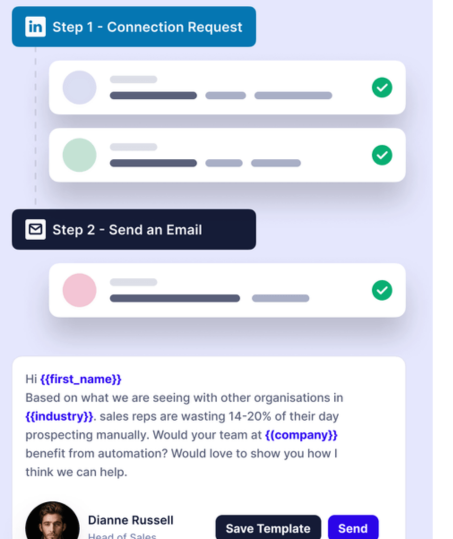 in Step 1 - Connection Request
Step 2 - Send an Email
Hi {{first_name}}
Based on what we are seeing with other organisations in
{{industry}}. sales reps are wasting 14-20% of their day
prospecting manually. Would your team at {{company}}
benefit from automation? Would love to show you how I
think we can help.
Dianne Russell
Head of Sales
Save Template
Send